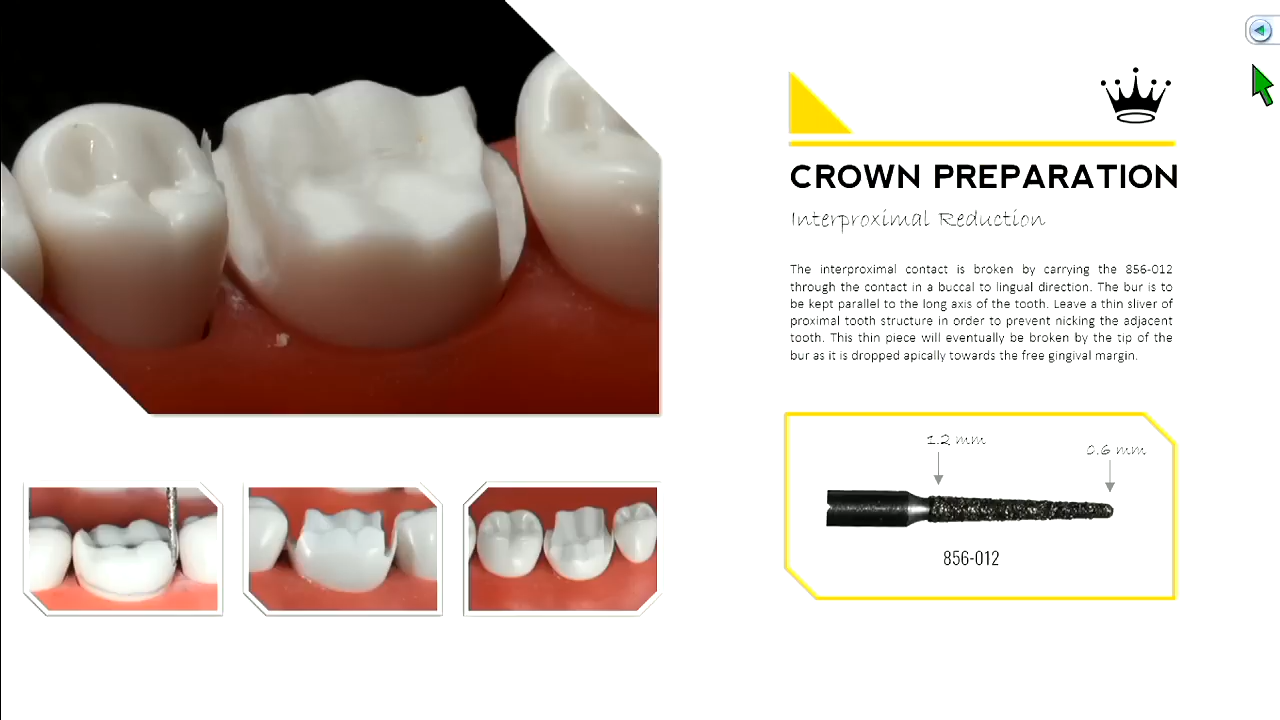 CROWN PREPARATION
Interproximal Reduction
The interproximal contact is broken by carrying the 856-012
through the contact in a buccal to lingual direction. The bur is to
be kept parallel to the long axis of the tooth. Leave a thin sliver of
proximal tooth structure in order to prevent nicking the adjacent
tooth. This thin piece will eventually be broken by the tip of the
bur as it is dropped apically towards the free gingival margin.
1.2 mm
0.6 mm
856-012